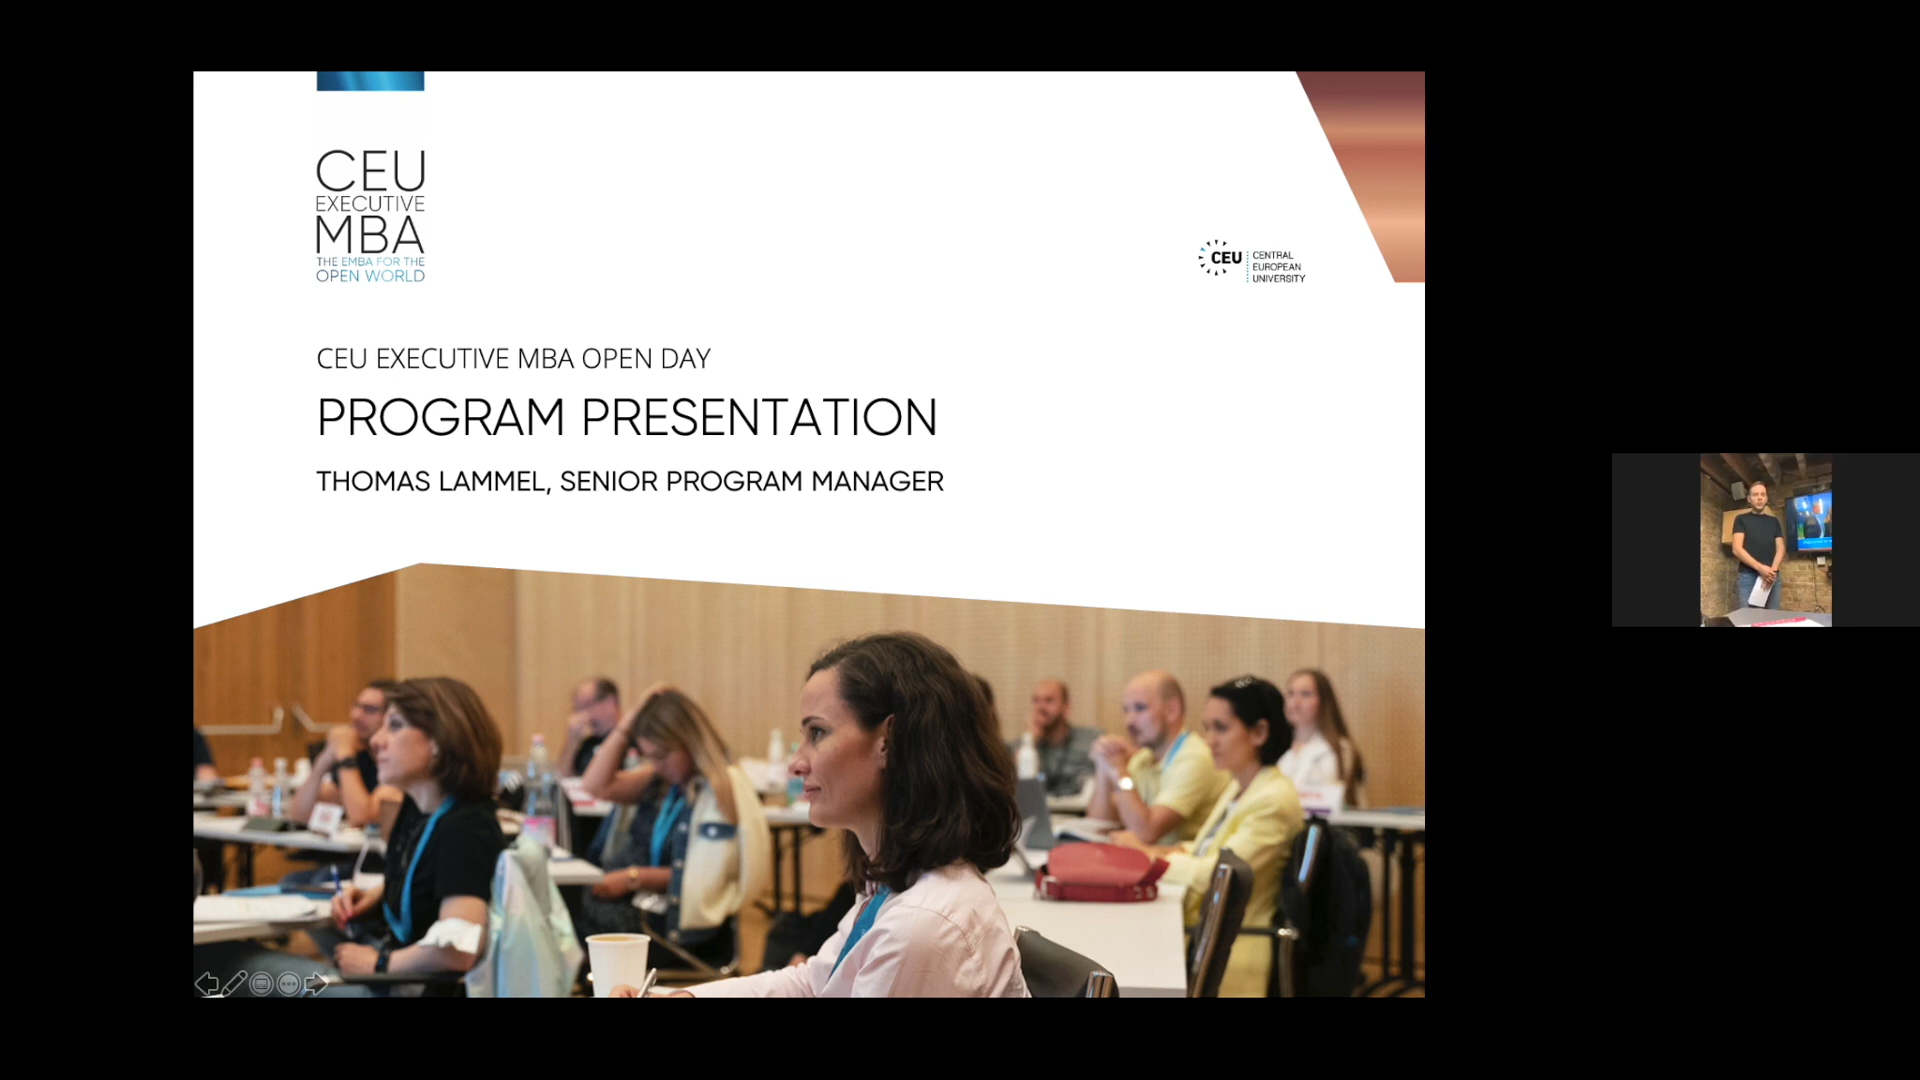 CEU
EXECUTIVE
MBA
THE EMBA FOR THE
OPEN WORLD
CEU
CENTRAL
EUROPEAN
UNIVERSITY
CEU EXECUTIVE MBA OPEN DAY
PROGRAM PRESENTATION
THOMAS LAMMEL, SENIOR PROGRAM MANAGER